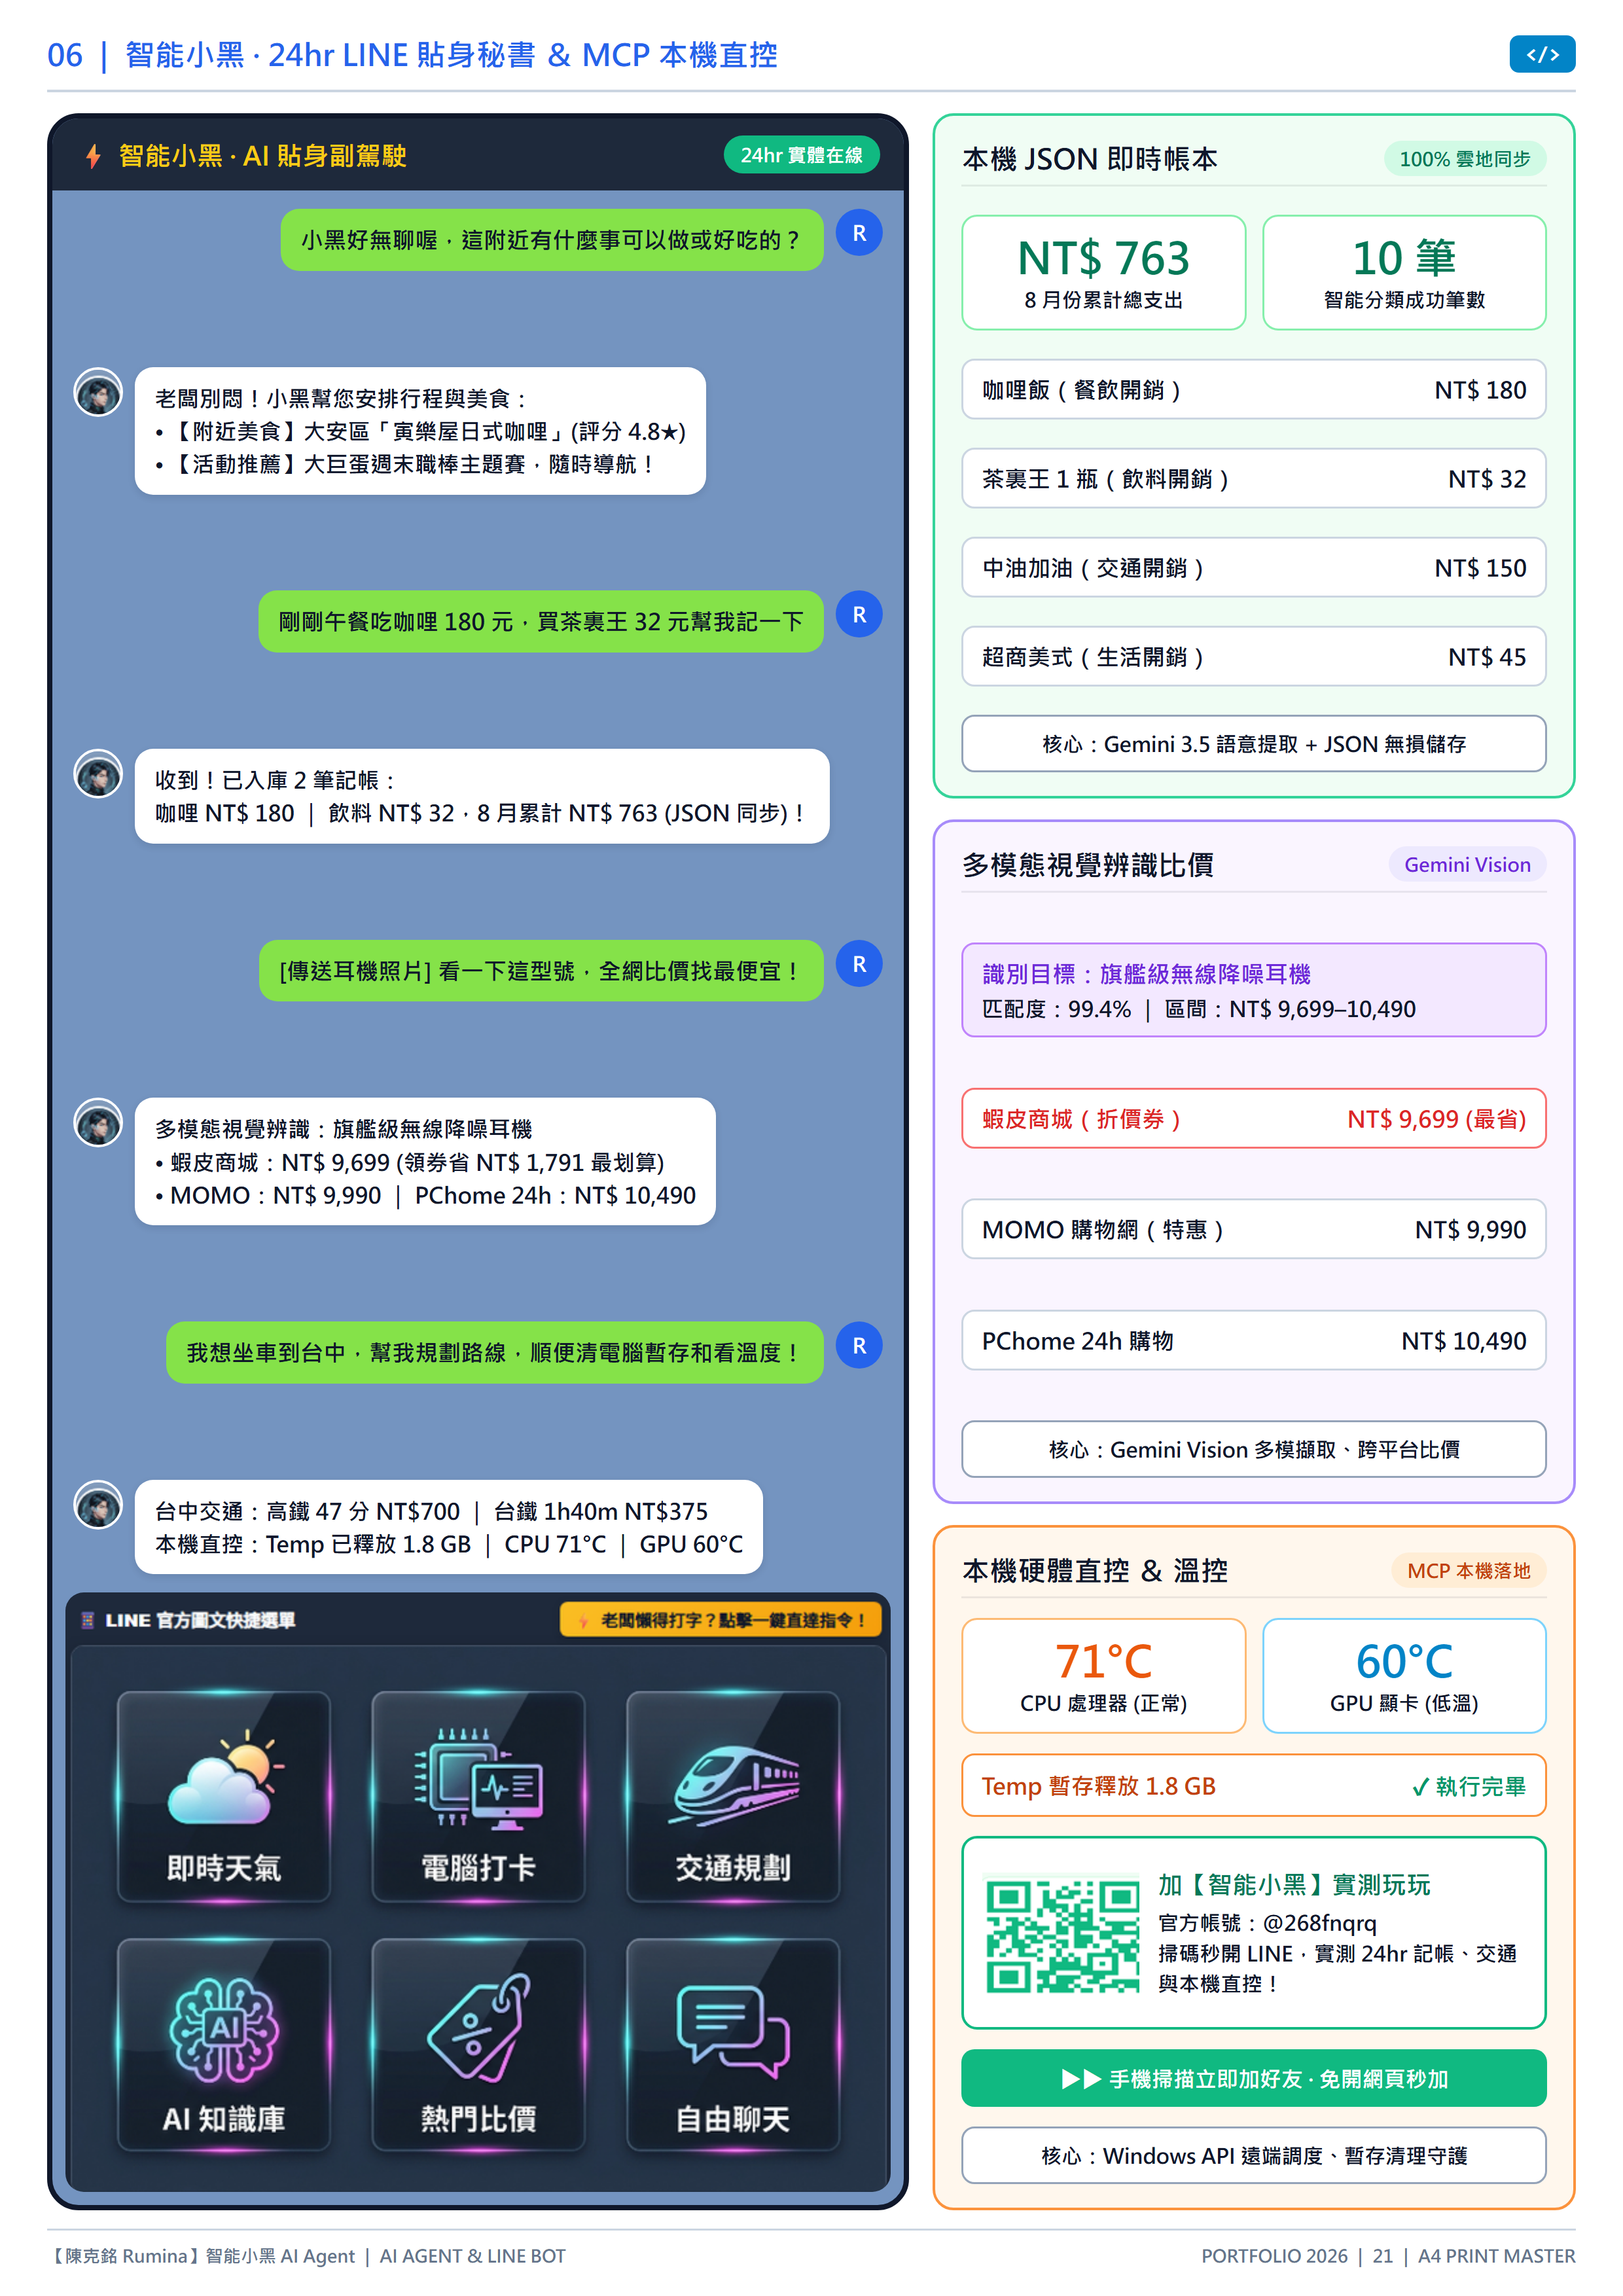 06 | 智能小黑 · 24hr LINE 貼身秘書 & MCP 本機直控
</>
智能小黑 · AI 貼身副駕駛
24hr 實體在線
小黑好無聊喔，這附近有什麼事可以做或好吃的？
R
老闆別悶！小黑幫您安排行程與美食：
• 【附近美食】大安區「寅樂屋日式咖哩」(評分 4.8★)
• 【活動推薦】大巨蛋週末職棒主題賽，隨時導航！
剛剛午餐吃咖哩 180 元，買茶裏王 32 元幫我記一下
R
收到！已入庫 2 筆記帳：
咖哩 NT$ 180 | 飲料 NT$ 32，8 月累計 NT$ 763 (JSON 同步)！
[傳送耳機照片] 看一下這型號，全網比價找最便宜！
R
多模態視覺辨識：旗艦級無線降噪耳機
• 蝦皮商城：NT$ 9,699 (領券省 NT$ 1,791 最划算)
• MOMO：NT$ 9,990 | PChome 24h：NT$ 10,490
我想坐車到台中，幫我規劃路線，順便清電腦暫存和看溫度！
R
台中交通：高鐵 47 分 NT$700 | 台鐵 1h40m NT$375
本機直控：Temp 已釋放 1.8 GB | CPU 71°C | GPU 60°C
LINE 官方圖文快捷選單
老闆懶得打字？點擊一鍵直達指令！
即時天氣
電腦打卡
交通規劃
AI
AI 知識庫
熱門比價
自由聊天
本機 JSON 即時帳本
100% 雲地同步
NT$ 763
8 月份累計總支出
10 筆
智能分類成功筆數
咖哩飯（餐飲開銷） NT$ 180
茶裏王 1 瓶（飲料開銷） NT$ 32
中油加油（交通開銷） NT$ 150
超商美式（生活開銷） NT$ 45
核心：Gemini 3.5 語意提取 + JSON 無損儲存
多模態視覺辨識比價
Gemini Vision
識別目標：旗艦級無線降噪耳機
匹配度：99.4% | 區間：NT$ 9,699–10,490
蝦皮商城（折價券） NT$ 9,699 (最省)
MOMO 購物網（特惠） NT$ 9,990
PChome 24h 購物 NT$ 10,490
核心：Gemini Vision 多模擷取、跨平台比價
本機硬體直控 & 溫控
MCP 本機落地
71°C
CPU 處理器 (正常)
60°C
GPU 顯卡 (低溫)
Temp 暫存釋放 1.8 GB ✓ 執行完畢
加【智能小黑】實測玩玩
官方帳號：@268fnqrq
掃碼秒開 LINE，實測 24hr 記帳、交通
與本機直控！
▶▶ 手機掃描立即加好友 · 免開網頁秒加
核心：Windows API 遠端調度、暫存清理守護
【陳克銘 Rumina】智能小黑 AI Agent | AI AGENT & LINE BOT
PORTFOLIO 2026 | 21 | A4 PRINT MASTER